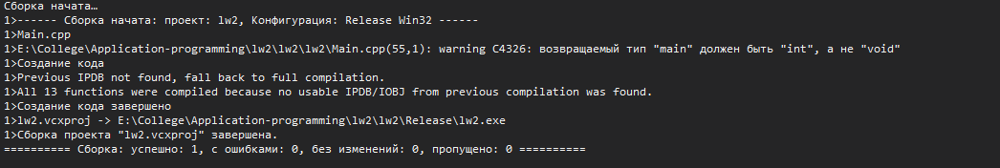 Сборка начата…
1>------ Сборка начата: проект: lw2, Конфигурация: Release Win32 ------
1>Main.cpp
1>E:\College\Application-programming\lw2\lw2\lw2\Main.cpp(55,1): warning C4326: возвращаемый тип "main" должен быть "int", а не "void"
1>Создание кода
1>Previous IPDB not found, fall back to full compilation.
1>All 13 functions were compiled because no usable IPDB/IOBJ from previous compilation was found.
1>Создание кода завершено
1>lw2.vcxproj -> E:\College\Application-programming\lw2\lw2\Release\lw2.exe
1>Сборка проекта "lw2.vcxproj" завершена.
========== Сборка: успешно: 1, с ошибками: 0, без изменений: 0, пропущено: 0 ==========